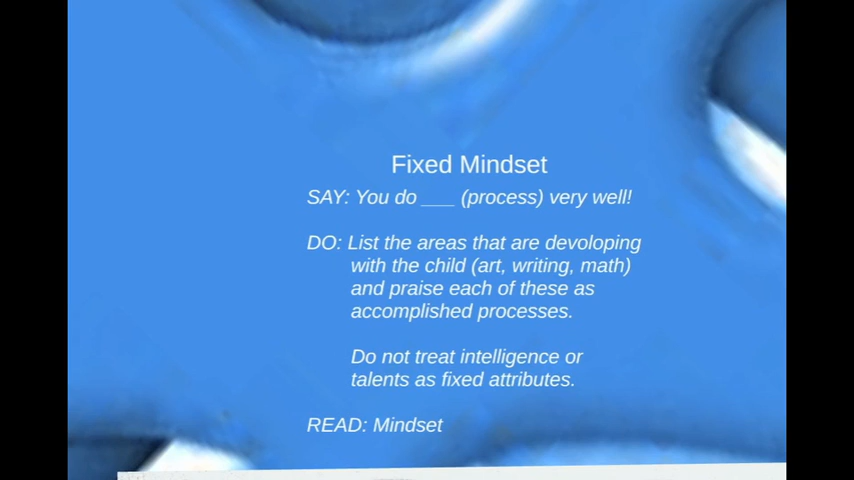 Fixed Mindset
SAY: You do ___ (process) very well!
DO: List the areas that are devoloping
with the child (art, writing, math)
and praise each of these as
accomplished processes.
Do not treat intelligence or
talents as fixed attributes.
READ: Mindset